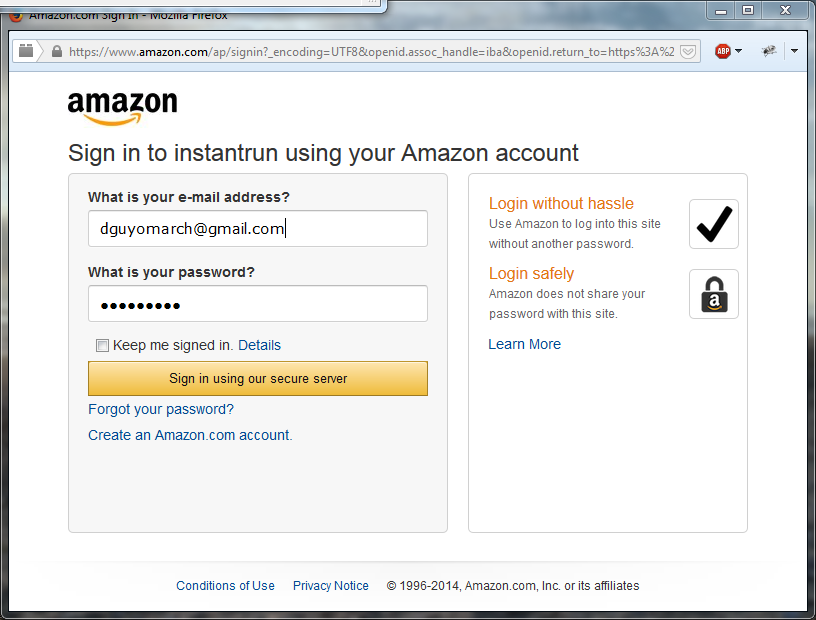 Amazon.com Sign In - Mozilla Firefox
https://www.amazon.com/ap/signin?_encoding=UTF8&openid.assoc_handle=iba&openid.return_to=https%3A%2
ABP
amazon
Sign in to instantrun using your Amazon account
What is your e-mail address?
dguyomarch@gmail.com
What is your password?
•••••••••
Keep me signed in. Details
Sign in using our secure server
Forgot your password?
Create an Amazon.com account.
Login without hassle
Use Amazon to log into this site
without another password.
Login safely
Amazon does not share your
password with this site.
a
Learn More
Conditions of Use Privacy Notice © 1996-2014, Amazon.com, Inc. or its affiliates